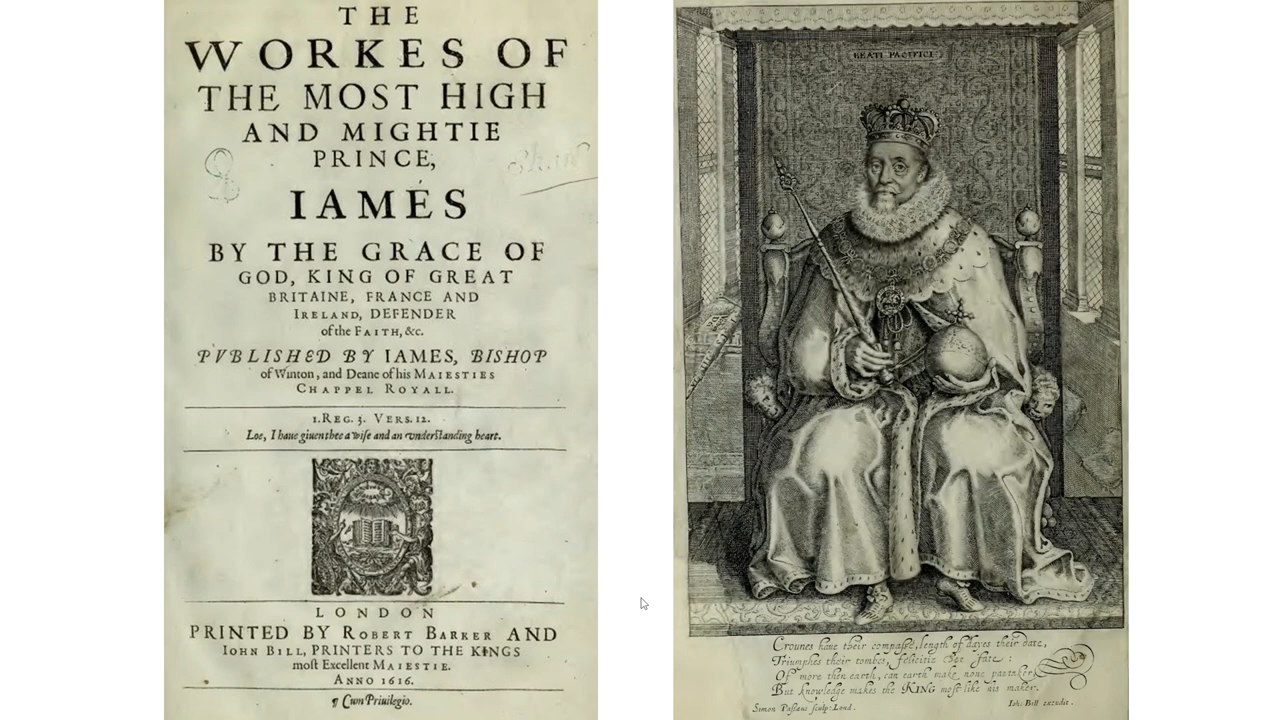 THE
WORKES OF
THE MOST HIGH
AND MIGHTIE
PRINCE,
IAMES
BY THE GRACE OF
GOD, KING OF GREAT
BRITAINE, FRANCE AND
IRELAND, DEFENDER
of the FAITH, &c.
PVBLISHED BY IAMES, BISHOP
of Winton, and Deane of his MAIESTIES
CHAPPEL ROYALL.
1. REG. 3. VERS. 12.
Loe, I haue giuen thee a wise and an vnderstanding heart.
LONDON
PRINTED BY ROBERT BARKER AND
IOHN BILL, PRINTERS TO THE KINGS
most Excellent MAIESTIE.
ANNO 1616.
¶ Cum Priuilegio.
BEATI PACIFICI
Crounes haue their compasse, length of dayes their date,
Triumphes their tombes, felicitie her fate:
Of more then earth, can earth make none partaker,
But knowledge makes the KING most like his maker.
Simon Passæus sculp: Lond.
Ioh: Bill excudit.